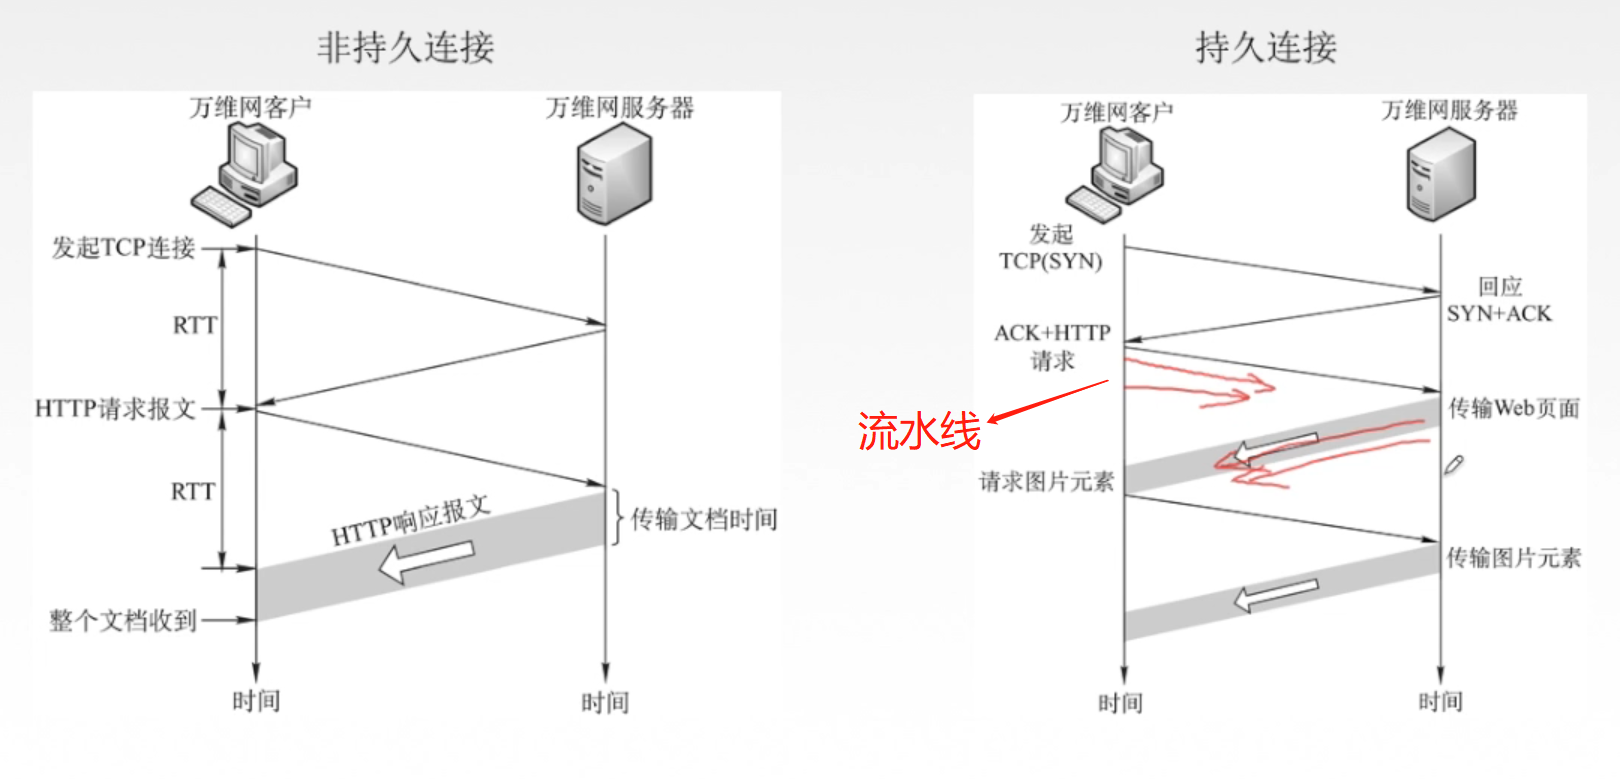 非持久连接
万维网客户
万维网服务器
发起TCP连接
RTT
HTTP请求报文
RTT
HTTP响应报文
传输文档时间
整个文档收到
时间
时间
持久连接
万维网客户
万维网服务器
发起
TCP(SYN)
回应
SYN+ACK
ACK+HTTP
请求
流水线
传输Web页面
请求图片元素
传输图片元素
时间
时间